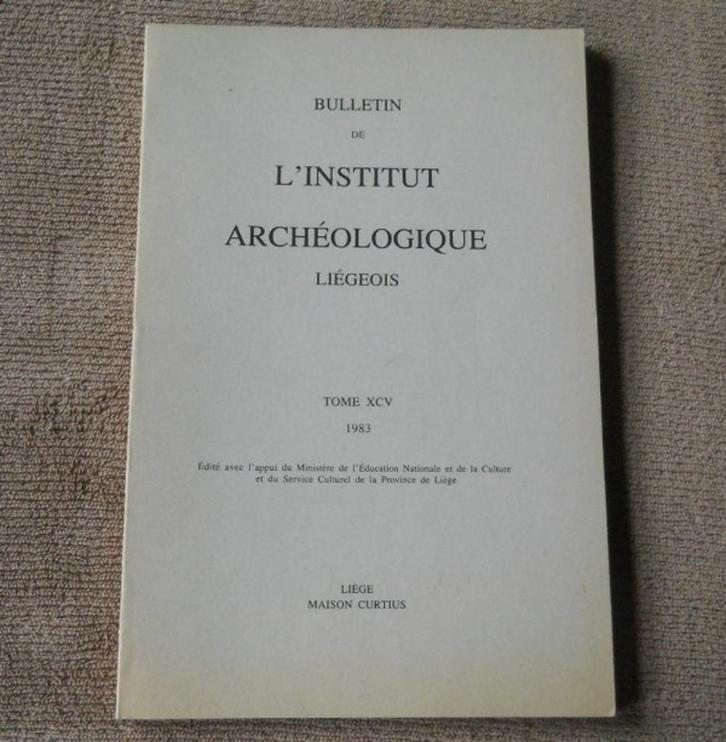 BULLETIN
DE
L'INSTITUT
ARCHÉOLOGIQUE
LIÉGEOIS
TOME XCV
1983
Édité avec l'appui du Ministère de l'Éducation Nationale et de la Culture
et du Service Culturel de la Province de Liège
LIÈGE
MAISON CURTIUS